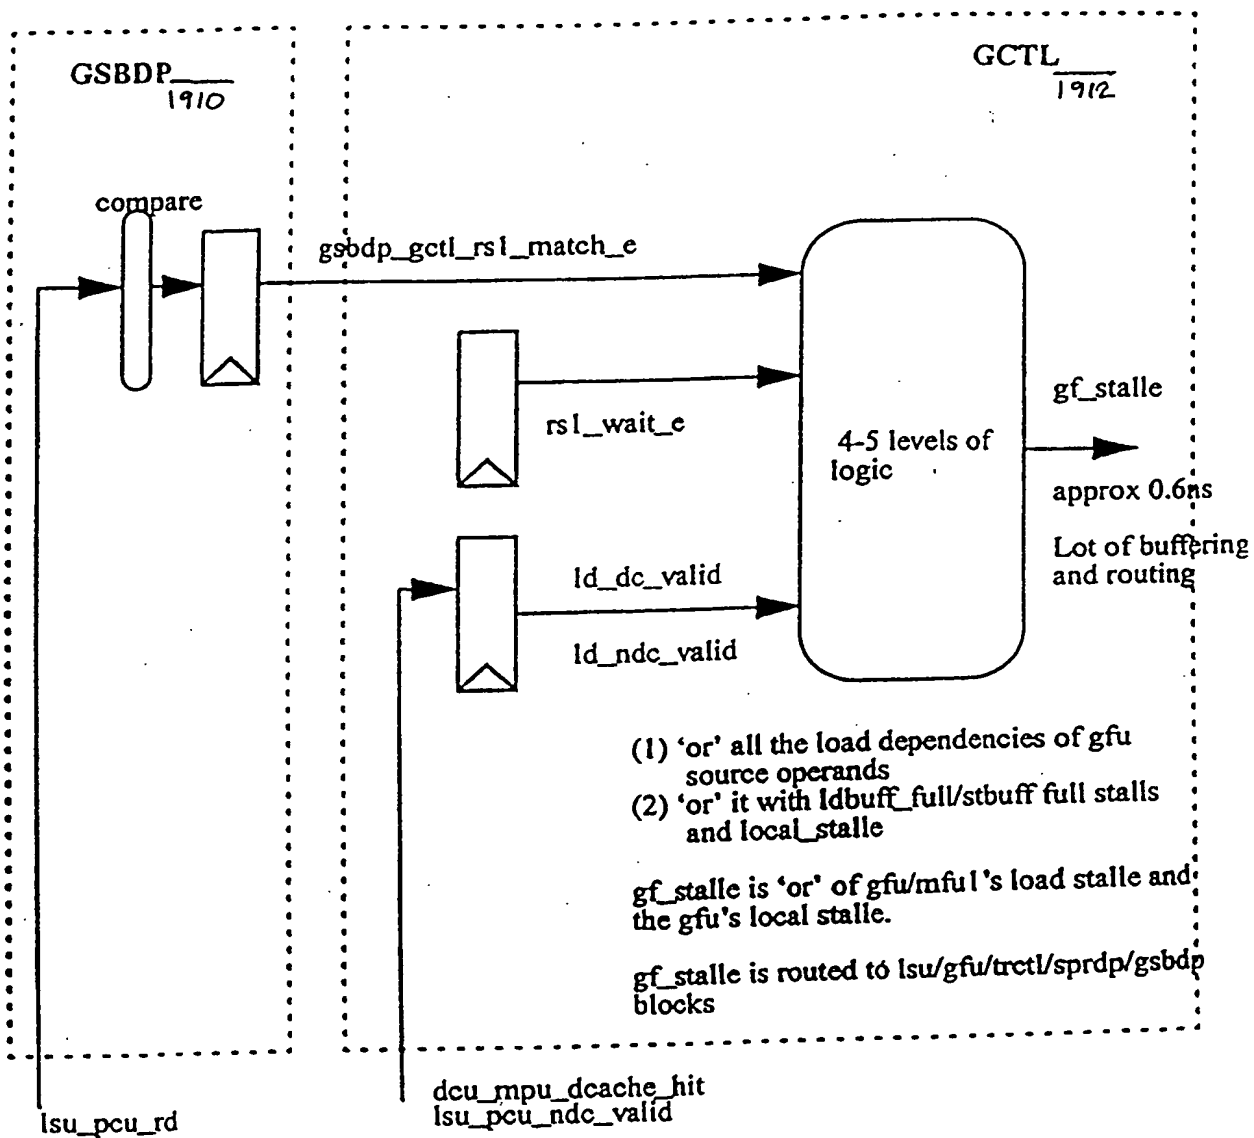 GSBDP
1910
GCTL
1912
compare
gsbdp_gctl_rs1_match_e
rs1_wait_e
ld_dc_valid
ld_ndc_valid
4-5 levels of
logic
gf_stalle
approx 0.6ns
Lot of buffering
and routing
(1) 'or' all the load dependencies of gfu
source operands
(2) 'or' it with ldbuff_full/stbuff full stalls
and local_stalle
gf_stalle is 'or' of gfu/mfu1's load stalle and
the gfu's local stalle.
gf_stalle is routed to lsu/gfu/trctl/sprdp/gsbdp
blocks
lsu_pcu_rd
dcu_mpu_dcache_hit
lsu_pcu_ndc_valid